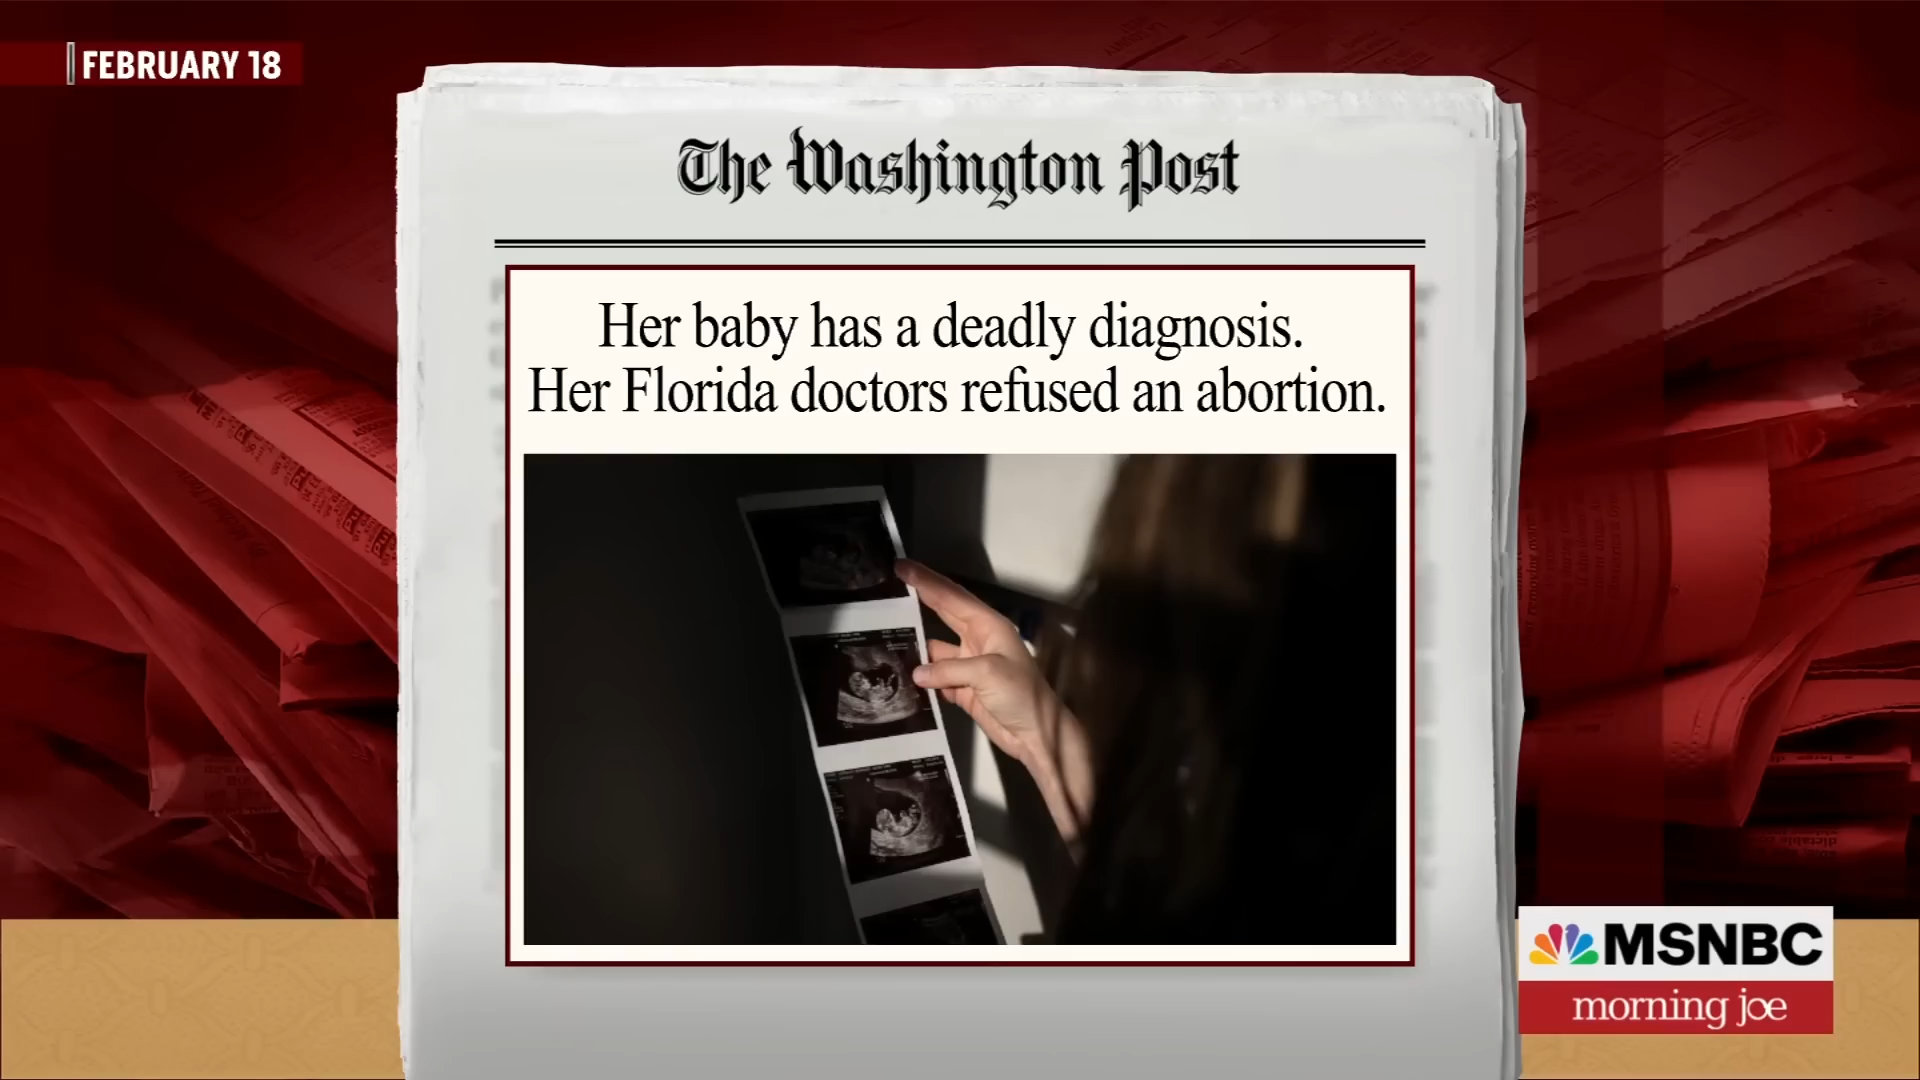 FEBRUARY 18
The Washington Post
Her baby has a deadly diagnosis.
Her Florida doctors refused an abortion.
MSNBC
morning joe